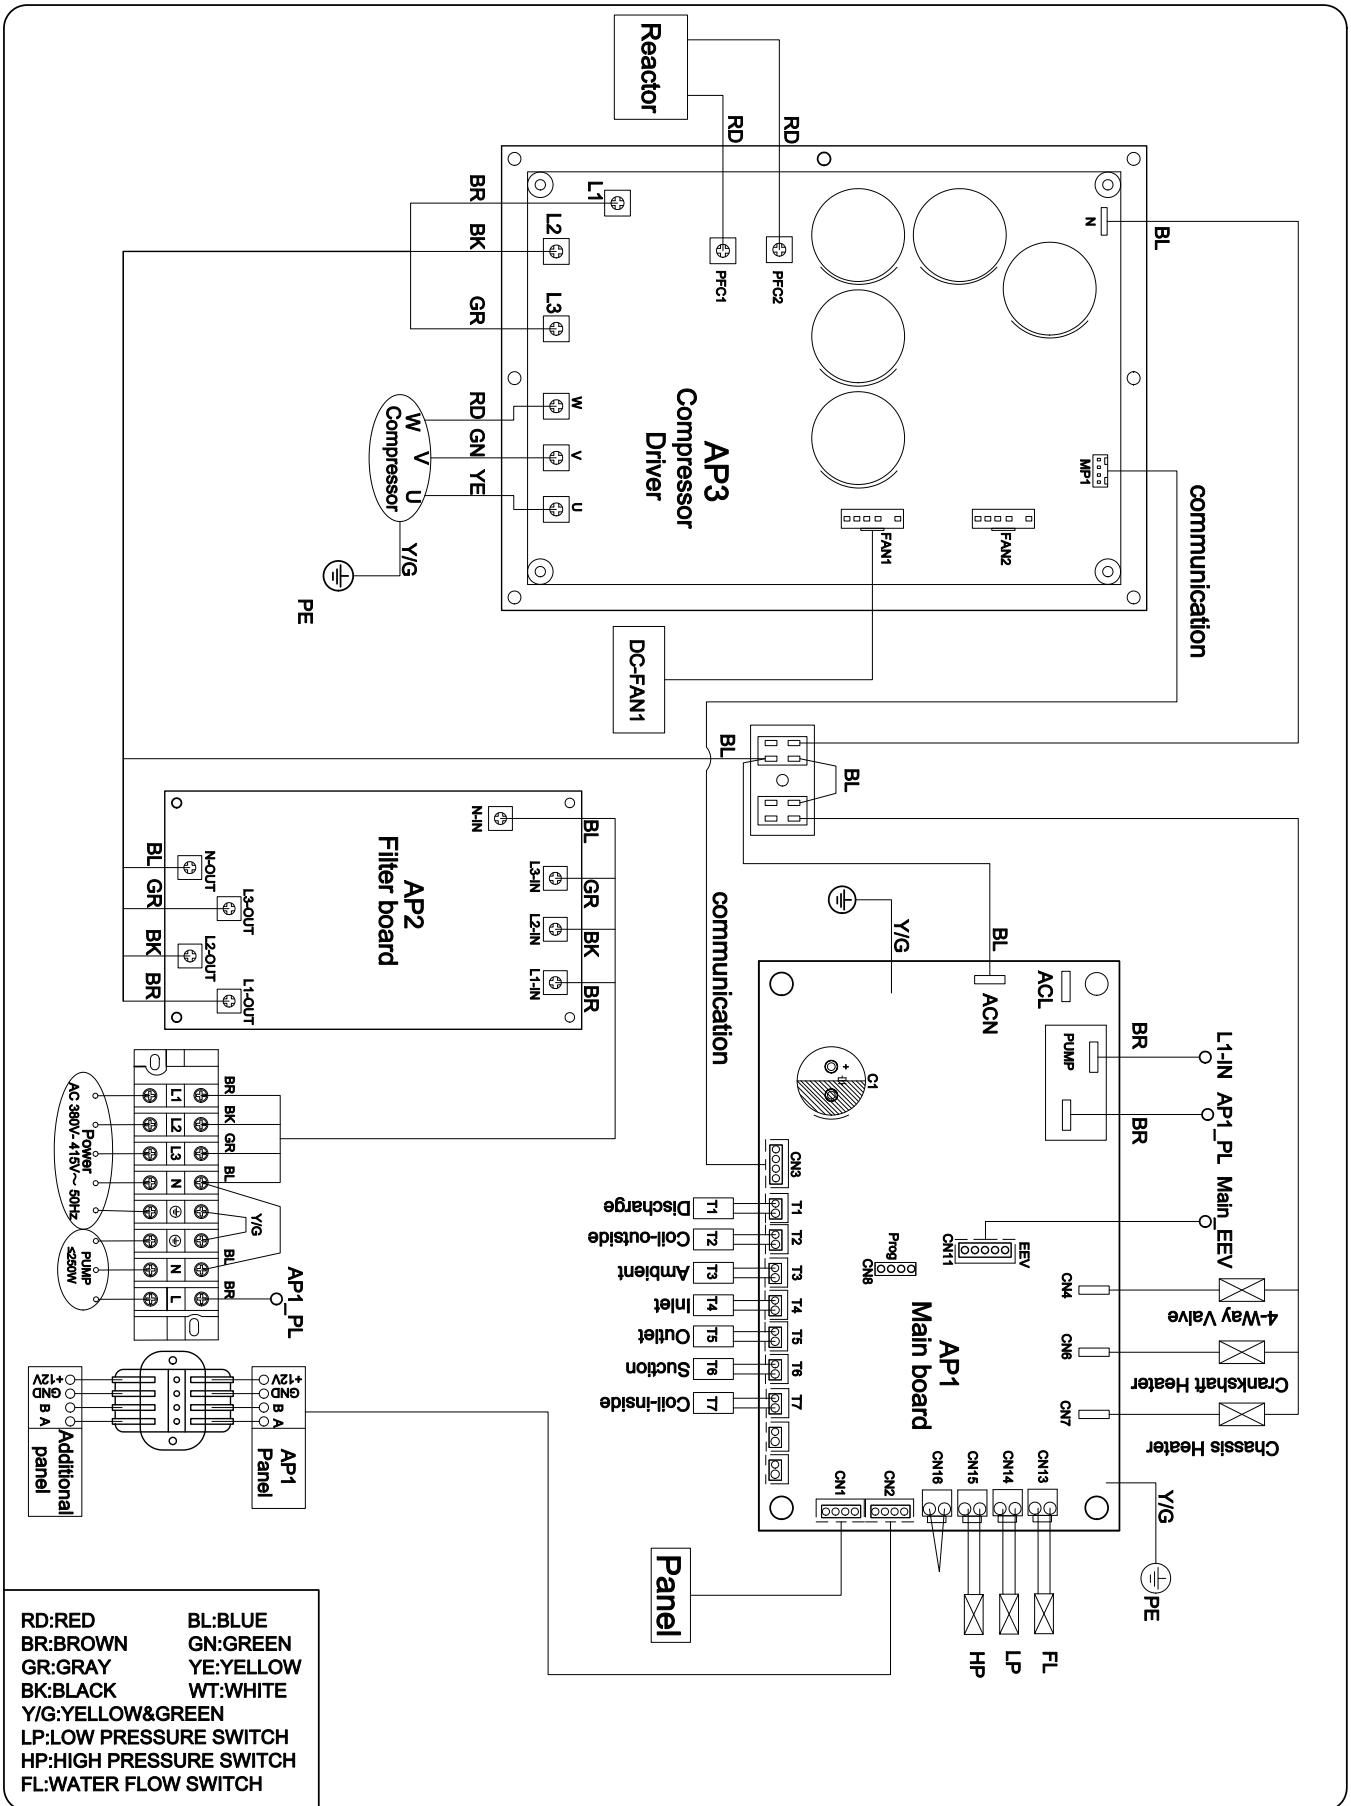 Reactor
RD
RD
BR
BK
GR
L1
L2
L3
PFC1
PFC2
N
BL
W
V
U
RD
GN
YE
W
V
U
Compressor
Y/G
PE
AP3
Compressor
Driver
FAN1
FAN2
MP1
communication
DC-FAN1
BL
BL
AP2
Filter board
N-IN
L3-IN
L2-IN
L1-IN
BL
GR
BK
BR
N-OUT
L3-OUT
L2-OUT
L1-OUT
BL
GR
BK
BR
communication
Y/G
BL
ACN
ACL
PUMP
BR
BR
L1-IN
AP1_PL
Main_EEV
C1
+
CN3
T1
T2
T3
T4
T5
T6
T7
T1
T2
T3
T4
T5
T6
T7
Discharge
Coil-outside
Ambient
Inlet
Outlet
Suction
Coil-inside
Prog
CN8
CN11
EEV
AP1
Main board
CN4
CN6
CN7
4-Way Valve
Crankshaft Heater
Chassis Heater
CN1
CN2
CN16
CN15
CN14
CN13
Y/G
PE
HP
LP
FL
Panel
BR
BK
GR
BL
Y/G
BL
BR
AP1_PL
L1
L2
L3
N
N
L
Power
AC 380V- 415V~ 50Hz
PUMP
≤250W
+12V
GND
B
A
Additional
panel
+12V
GND
B
A
AP1
Panel
RD:RED BL:BLUE
BR:BROWN GN:GREEN
GR:GRAY YE:YELLOW
BK:BLACK WT:WHITE
Y/G:YELLOW&GREEN
LP:LOW PRESSURE SWITCH
HP:HIGH PRESSURE SWITCH
FL:WATER FLOW SWITCH